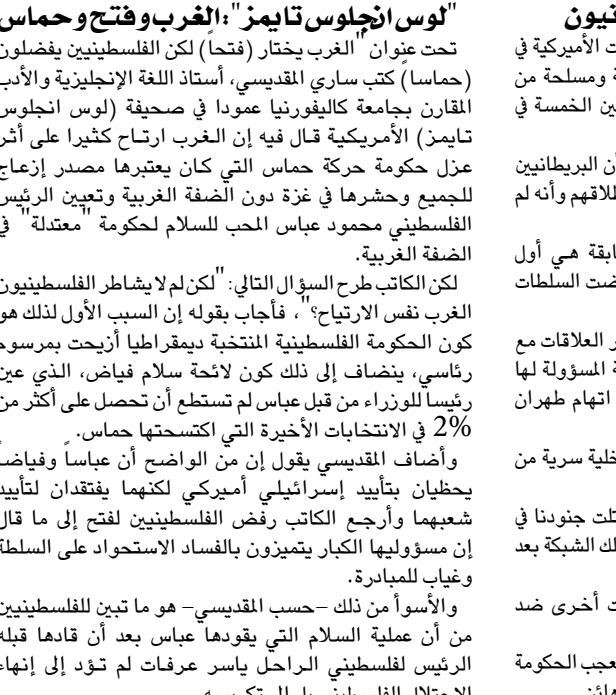 "لوس انجلوس تايمز": الغرب وفتح وحماس
تحت عنوان "الغرب يختار (فتحا) لكن الفلسطينيين يفضلون
(حماسا) كتب ساري المقديسي، أستاذ اللغة الإنجليزية والأدب
المقارن بجامعة كاليفورنيا عمودا في صحيفة (لوس انجلوس
تايمز) الأمريكية قال فيه إن الغرب ارتاح كثيرا على أثر
عزل حكومة حركة حماس التي كان يعتبرها مصدر إزعاج
للجميع وحشرها في غزة دون الضفة الغربية وتعيين الرئيس
الفلسطيني محمود عباس المحب للسلام لحكومة "معتدلة" في
الضفة الغربية.
لكن الكاتب طرح السؤال التالي: "لكن لم لا يشاطر الفلسطينيون
الغرب نفس الارتياح؟"، فأجاب بقوله إن السبب الأول لذلك هو
كون الحكومة الفلسطينية المنتخبة ديمقراطيا أزيحت بمرسوم
رئاسي، ينضاف إلى ذلك كون لائحة سلام فياض، الذي عين
رئيسا للوزراء من قبل عباس لم تستطع أن تحصل على أكثر من
2% في الانتخابات الأخيرة التي اكتسحتها حماس.
وأضاف المقديسي يقول إن من الواضح أن عباساً وفياضاً
يحظيان بتأييد إسرائيلي أميركي لكنهما يفتقدان لتأييد
شعبهما وأرجع الكاتب رفض الفلسطينيين لفتح إلى ما قال
إن مسؤوليها الكبار يتميزون بالفساد الاستحواد على السلطة
وغياب للمبادرة.
والأسوأ من ذلك –حسب المقديسي– هو ما تبين للفلسطينيين
من أن عملية السلام التي يقودها عباس بعد أن قادها قبله
الرئيس لفلسطيني الراحل ياسر عرفات لم تؤد إلى إنهاء
تيون
ت الأميركية في
ة ومسلحة من
ين الخمسة في
أن البريطانيين
طلاقهم وأنه لم
ابقة هي أول
ضت السلطات
ر العلاقات مع
ة المسؤولة لها
اتهام طهران
خلية سرية من
تلت جنودنا في
لك الشبكة بعد
ت أخرى ضد
عجب الحكومة